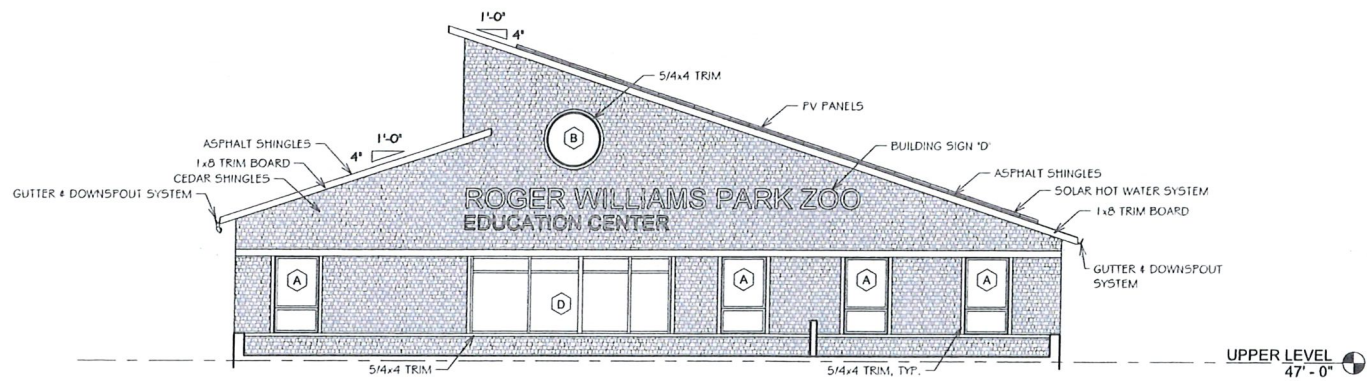 1'-0"
4"
5/4x4 TRIM
PV PANELS
B
ASPHALT SHINGLES
1'-0"
4"
1x8 TRIM BOARD
CEDAR SHINGLES
GUTTER & DOWNSPOUT SYSTEM
BUILDING SIGN "D"
ASPHALT SHINGLES
SOLAR HOT WATER SYSTEM
1x8 TRIM BOARD
ROGER WILLIAMS PARK ZOO
EDUCATION CENTER
GUTTER & DOWNSPOUT
SYSTEM
A
D
A
A
A
5/4x4 TRIM
5/4x4 TRIM, TYP.
UPPER LEVEL
47' - 0"